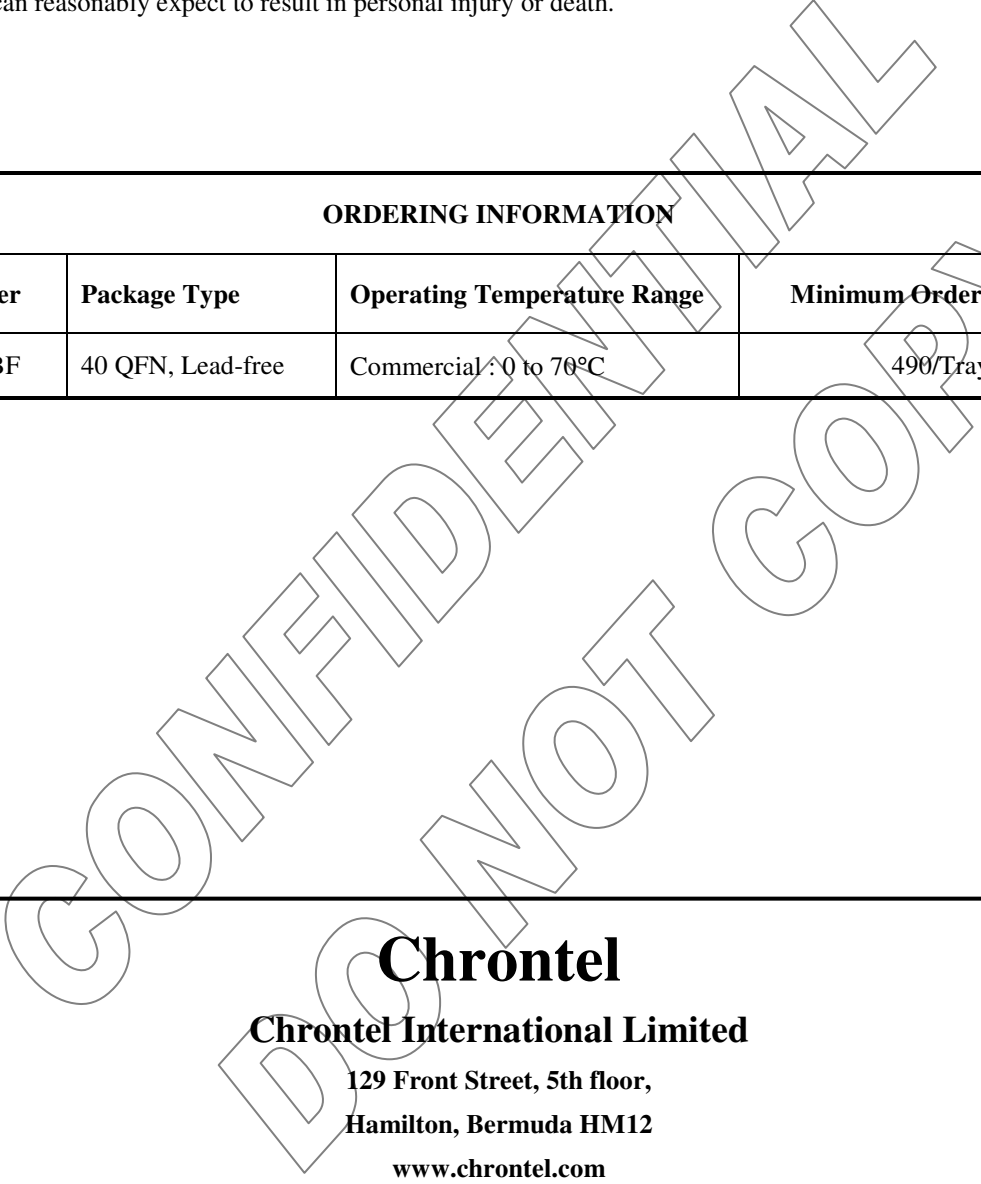 can reasonably expect to result in personal injury or death.
ORDERING INFORMATION
Package Type Operating Temperature Range Minimum Order
40 QFN, Lead-free Commercial : 0 to 70°C 490/Tray
CONFIDENTIAL
DO NOT COPY
Chrontel
Chrontel International Limited
129 Front Street, 5th floor,
Hamilton, Bermuda HM12
www.chrontel.com